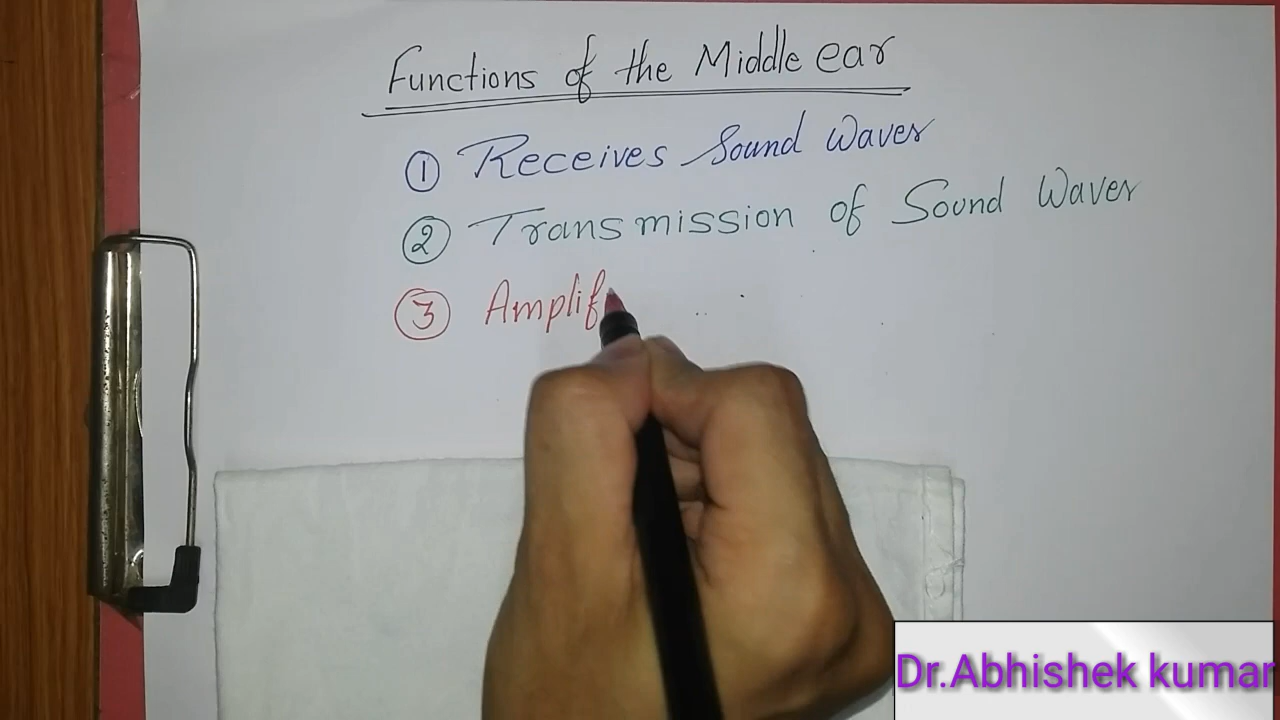 Functions of the Middle ear
① Receives Sound Waves
② Transmission of Sound Waves
③ Amplif
Dr.Abhishek kumar